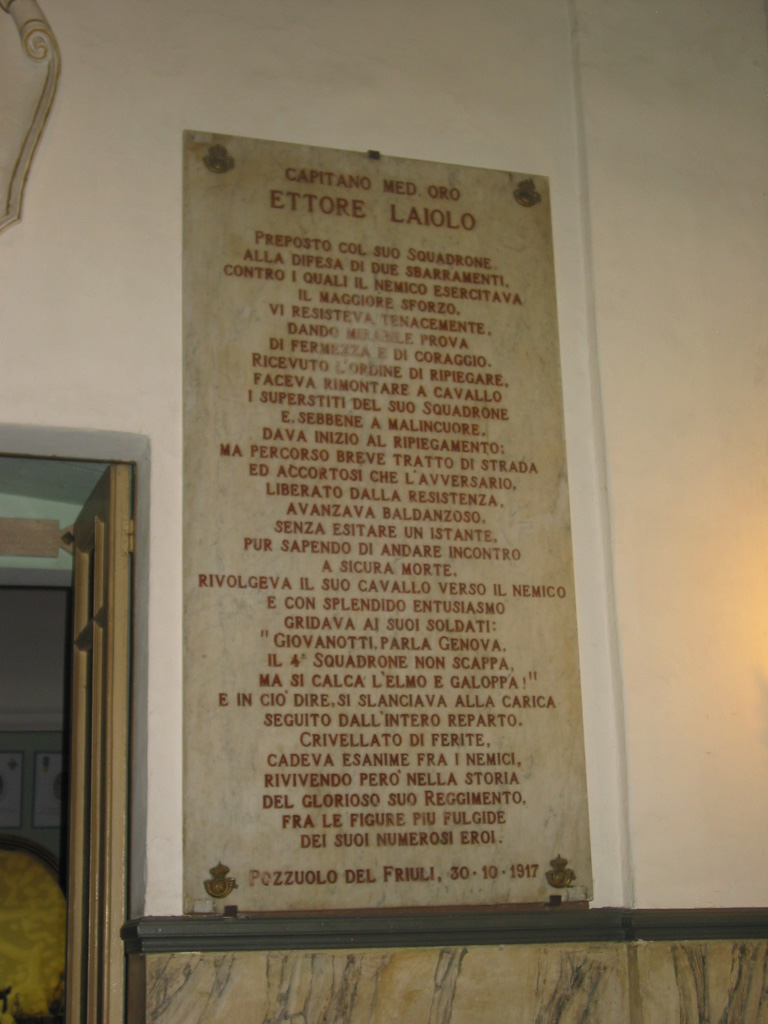 CAPITANO MED. ORO
ETTORE LAIOLO
PREPOSTO COL SUO SQUADRONE
ALLA DIFESA DI DUE SBARRAMENTI,
CONTRO I QUALI IL NEMICO ESERCITAVA
IL MAGGIORE SFORZO,
VI RESISTEVA TENACEMENTE,
DANDO MIRABILE PROVA
DI FERMEZZA E DI CORAGGIO.
RICEVUTO L'ORDINE DI RIPIEGARE,
FACEVA RIMONTARE A CAVALLO
I SUPERSTITI DEL SUO SQUADRONE
E, SEBBENE A MALINCUORE,
DAVA INIZIO AL RIPIEGAMENTO;
MA PERCORSO BREVE TRATTO DI STRADA
ED ACCORTOSI CHE L'AVVERSARIO,
LIBERATO DALLA RESISTENZA,
AVANZAVA BALDANZOSO,
SENZA ESITARE UN ISTANTE,
PUR SAPENDO DI ANDARE INCONTRO
A SICURA MORTE,
RIVOLGEVA IL SUO CAVALLO VERSO IL NEMICO
E CON SPLENDIDO ENTUSIASMO
GRIDAVA AI SUOI SOLDATI:
"GIOVANOTTI, PARLA GENOVA,
IL 4° SQUADRONE NON SCAPPA,
MA SI CALCA L'ELMO E GALOPPA!"
E IN CIO' DIRE, SI SLANCIAVA ALLA CARICA
SEGUITO DALL'INTERO REPARTO.
CRIVELLATO DI FERITE,
CADEVA ESANIME FRA I NEMICI,
RIVIVENDO PERO' NELLA STORIA
DEL GLORIOSO SUO REGGIMENTO,
FRA LE FIGURE PIU FULGIDE
DEI SUOI NUMEROSI EROI.
POZZUOLO DEL FRIULI, 30-10-1917